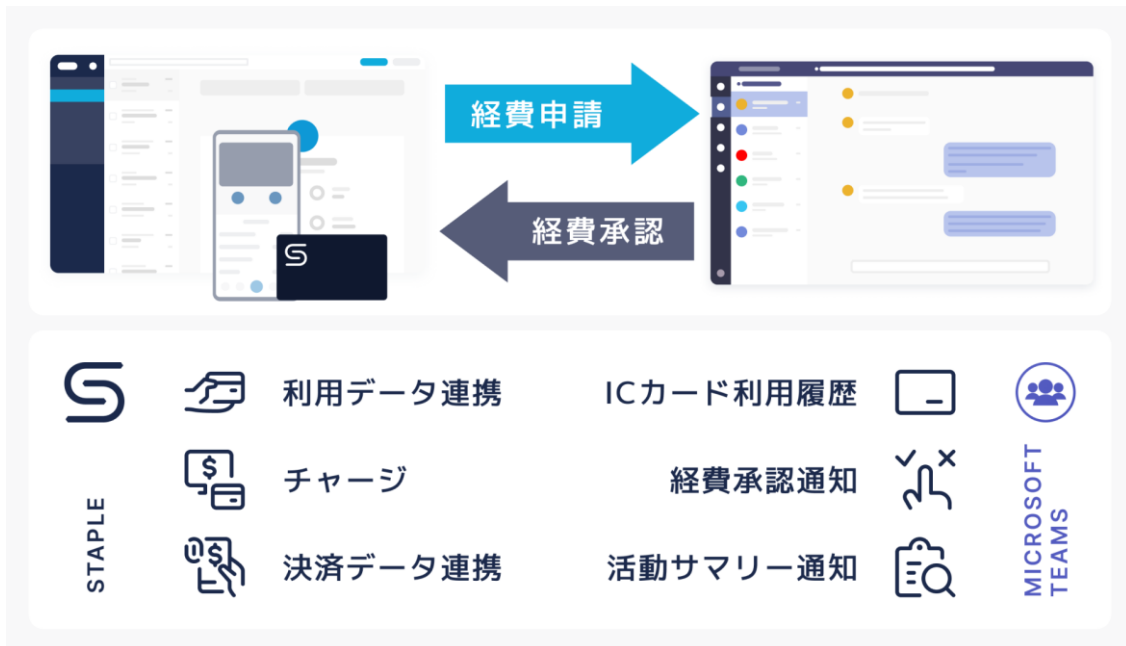 経費申請
経費承認
利用データ連携
ICカード利用履歴
チャージ
経費承認通知
決済データ連携
活動サマリー通知
STAPLE
MICROSOFT
TEAMS